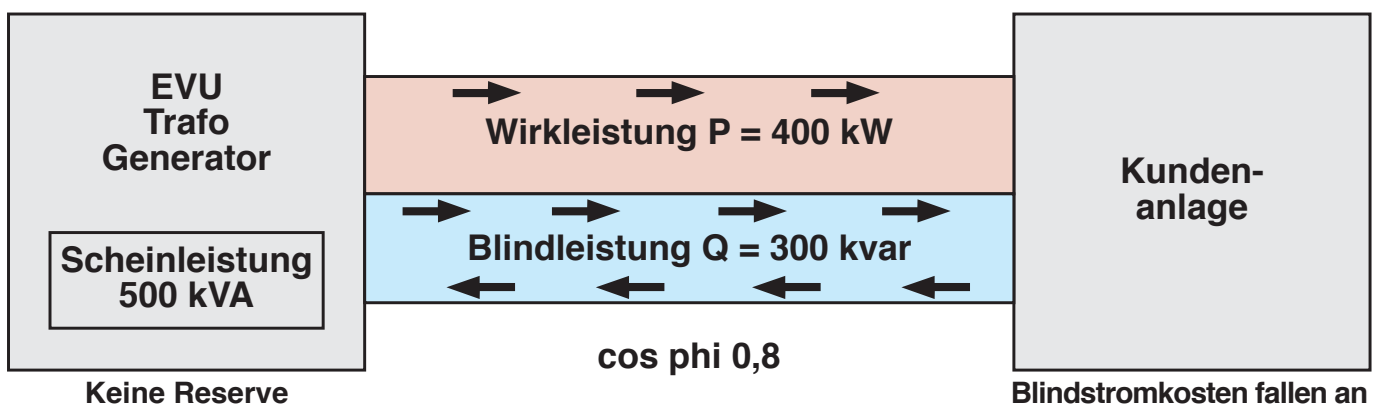 EVU
Trafo
Generator
Scheinleistung
500 kVA
Keine Reserve
Wirkleistung P = 400 kW
Blindleistung Q = 300 kvar
cos phi 0,8
Kunden-
anlage
Blindstromkosten fallen an